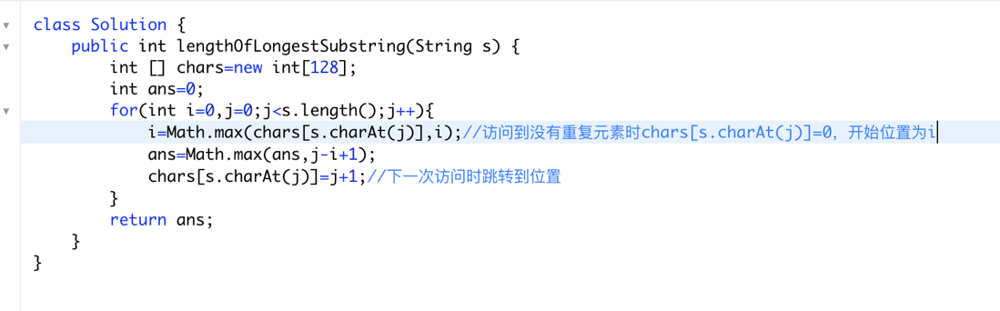 class Solution {
    public int lengthOfLongestSubstring(String s) {
        int [] chars=new int[128];
        int ans=0;
        for(int i=0,j=0;j<s.length();j++){
            i=Math.max(chars[s.charAt(j)],i);//访问到没有重复元素时chars[s.charAt(j)]=0，开始位置为i
            ans=Math.max(ans,j-i+1);
            chars[s.charAt(j)]=j+1;//下一次访问时跳转到位置
        }
        return ans;
    }
}